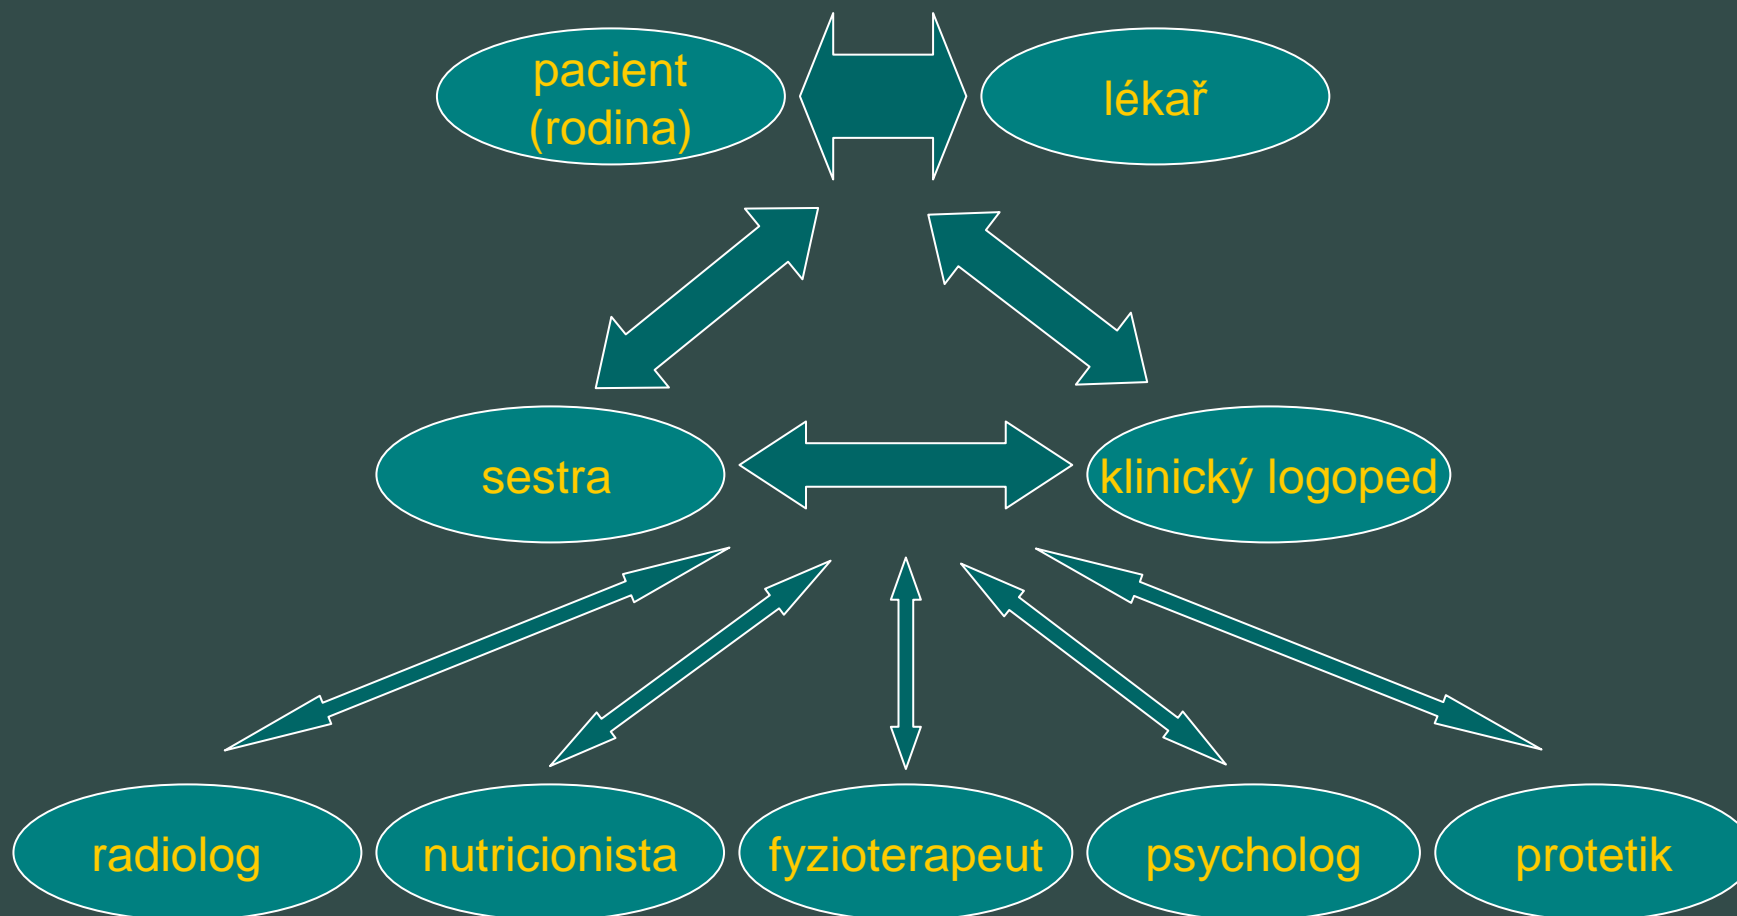 pacient
(rodina)
lékař
sestra
klinický logoped
radiolog
nutricionista
fyzioterapeut
psycholog
protetik